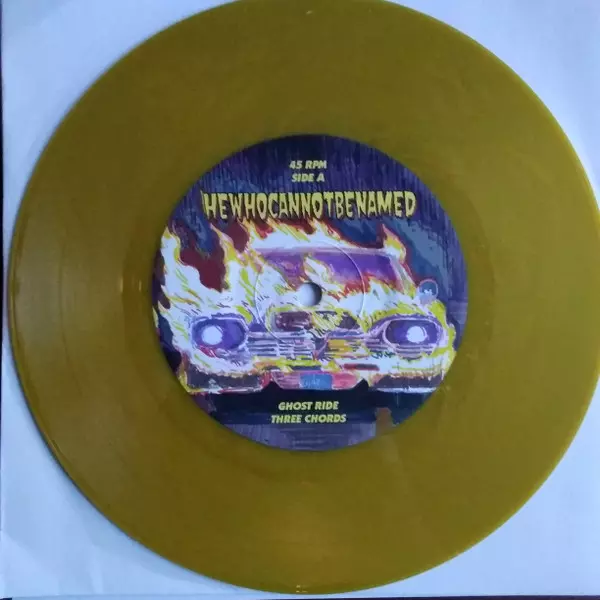 45 RPM
SIDE A
HEWHOCANNOTBENAMED
GHOST RIDE
THREE CHORDS